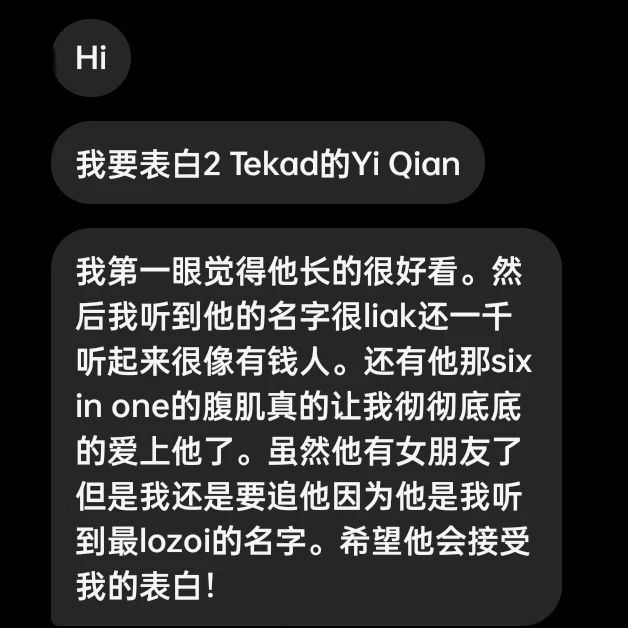 Hi
我要表白2 Tekad的Yi Qian
我第一眼觉得他长的很好看。然
后我听到他的名字很liak还一千
听起来很像有钱人。还有他那six
in one的腹肌真的让我彻彻底底
的爱上他了。虽然他有女朋友了
但是我还是要追他因为他是我听
到最lozoi的名字。希望他会接受
我的表白！